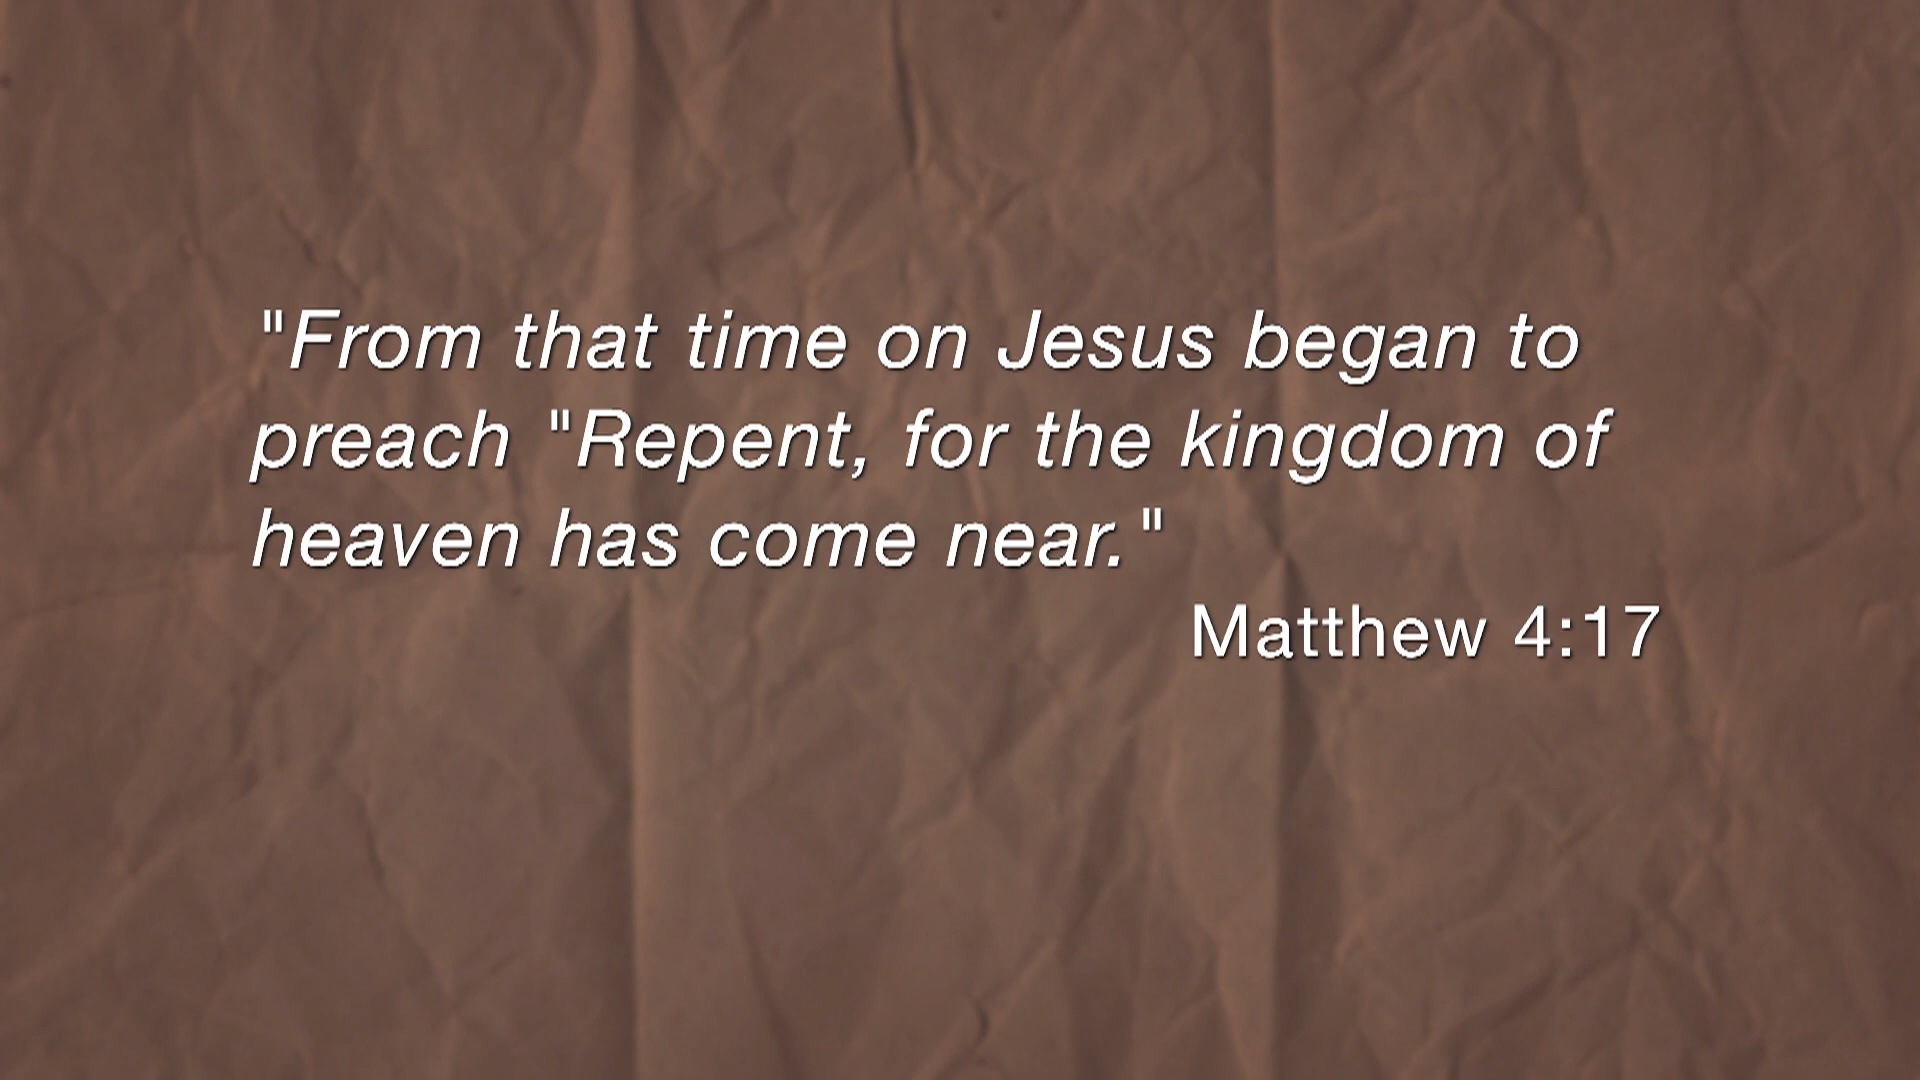 "From that time on Jesus began to
preach "Repent, for the kingdom of
heaven has come near."
Matthew 4:17